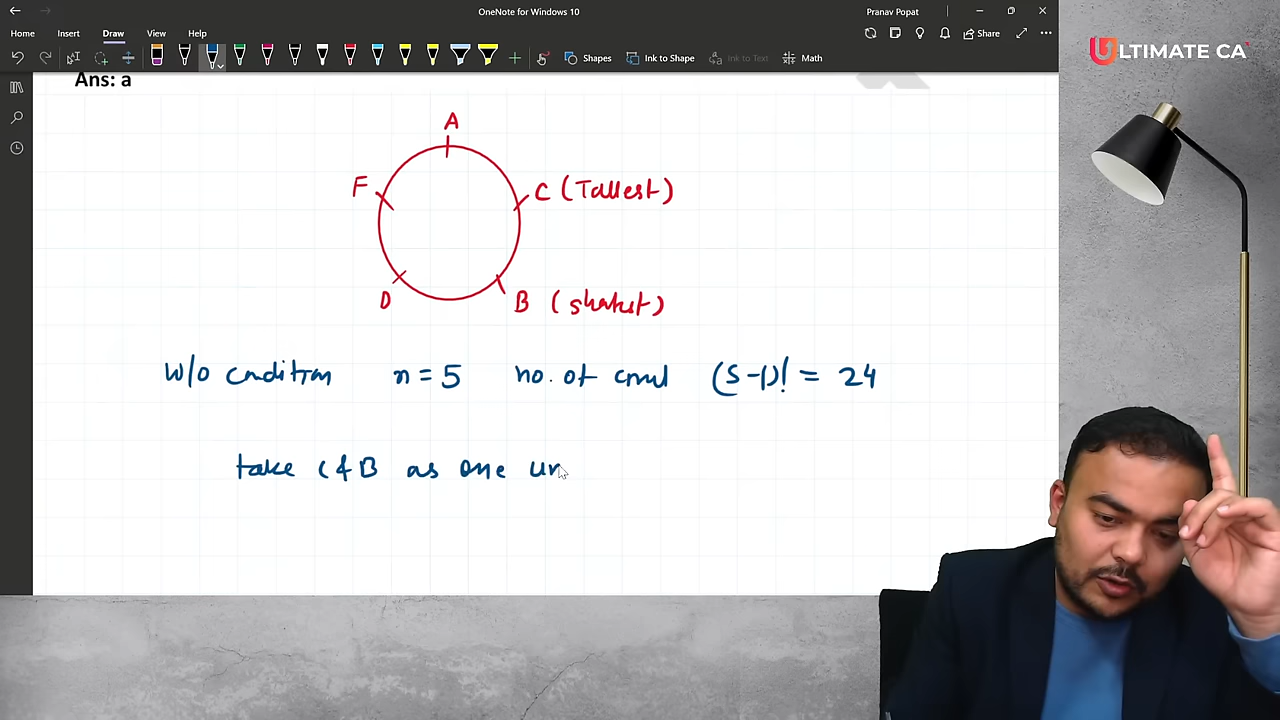 OneNote for Windows 10
Pranav Popat
Home Insert Draw View Help
Share
Shapes Ink to Shape Ink to Text Math
ULTIMATE CA
Ans: a
A
F
C (Tallest)
D
B (shortest)
w/o condition n = 5 no. of (5-1)! = 24
take C & B as one un